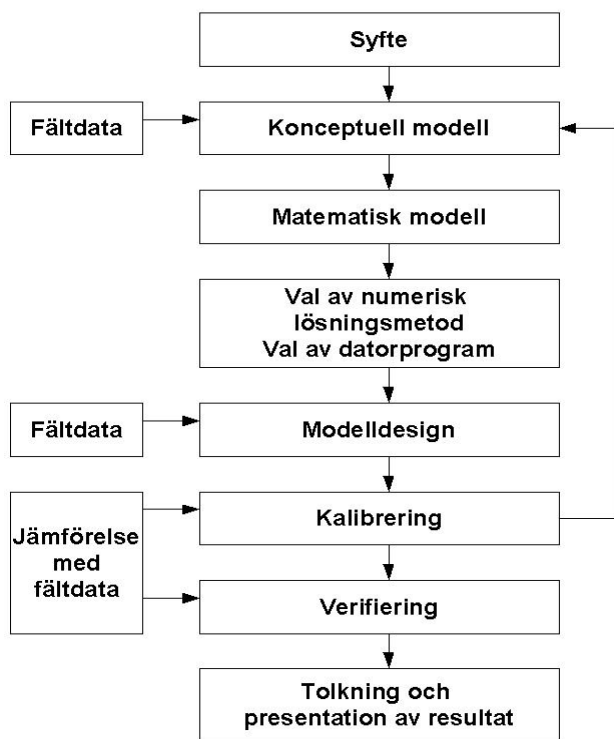 Syfte
Fältdata
Konceptuell modell
Matematisk modell
Val av numerisk
lösningsmetod
Val av datorprogram
Fältdata
Modelldesign
Jämförelse
med
fältdata
Kalibrering
Verifiering
Tolkning och
presentation av resultat